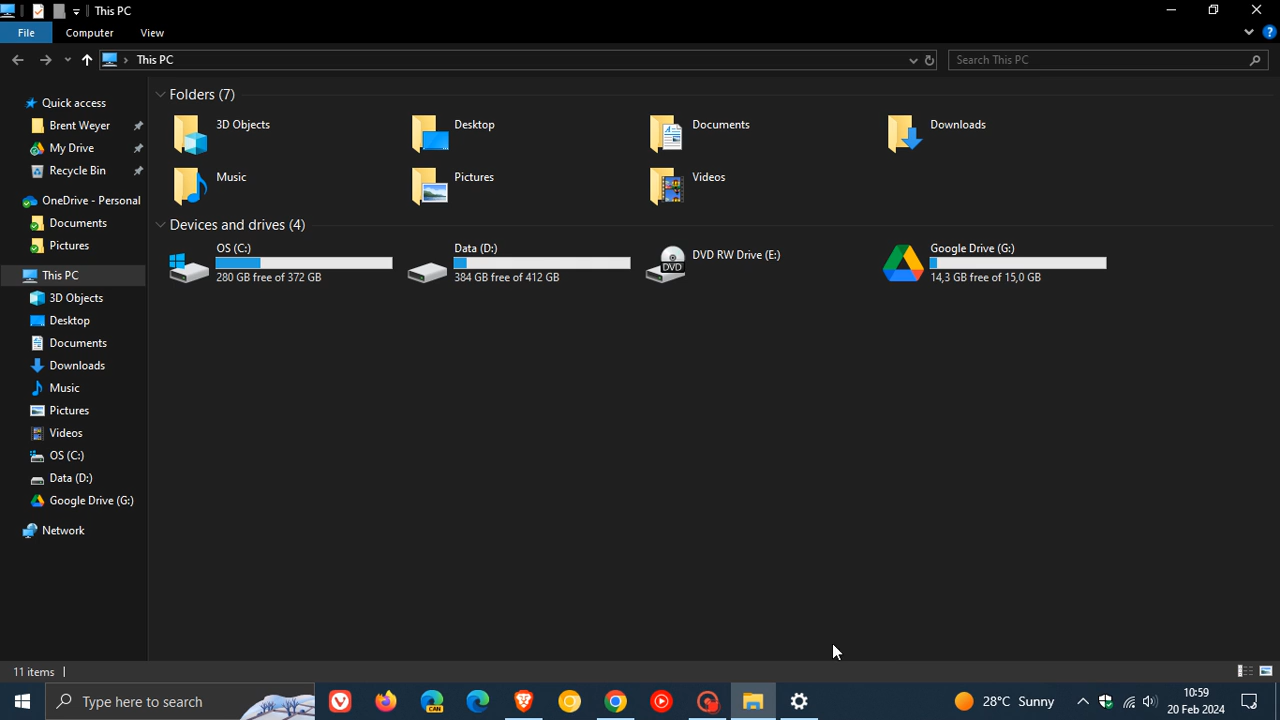 This PC
File
Computer
View
This PC
Search This PC
Quick access
Brent Weyer
My Drive
Recycle Bin
OneDrive - Personal
Documents
Pictures
This PC
3D Objects
Desktop
Documents
Downloads
Music
Pictures
Videos
OS (C:)
Data (D:)
Google Drive (G:)
Network
Folders (7)
3D Objects
Desktop
Documents
Downloads
Music
Pictures
Videos
Devices and drives (4)
OS (C:)
280 GB free of 372 GB
Data (D:)
384 GB free of 412 GB
DVD
DVD RW Drive (E:)
Google Drive (G:)
14,3 GB free of 15,0 GB
11 items
Type here to search
CAN
28°C Sunny
10:59
20 Feb 2024